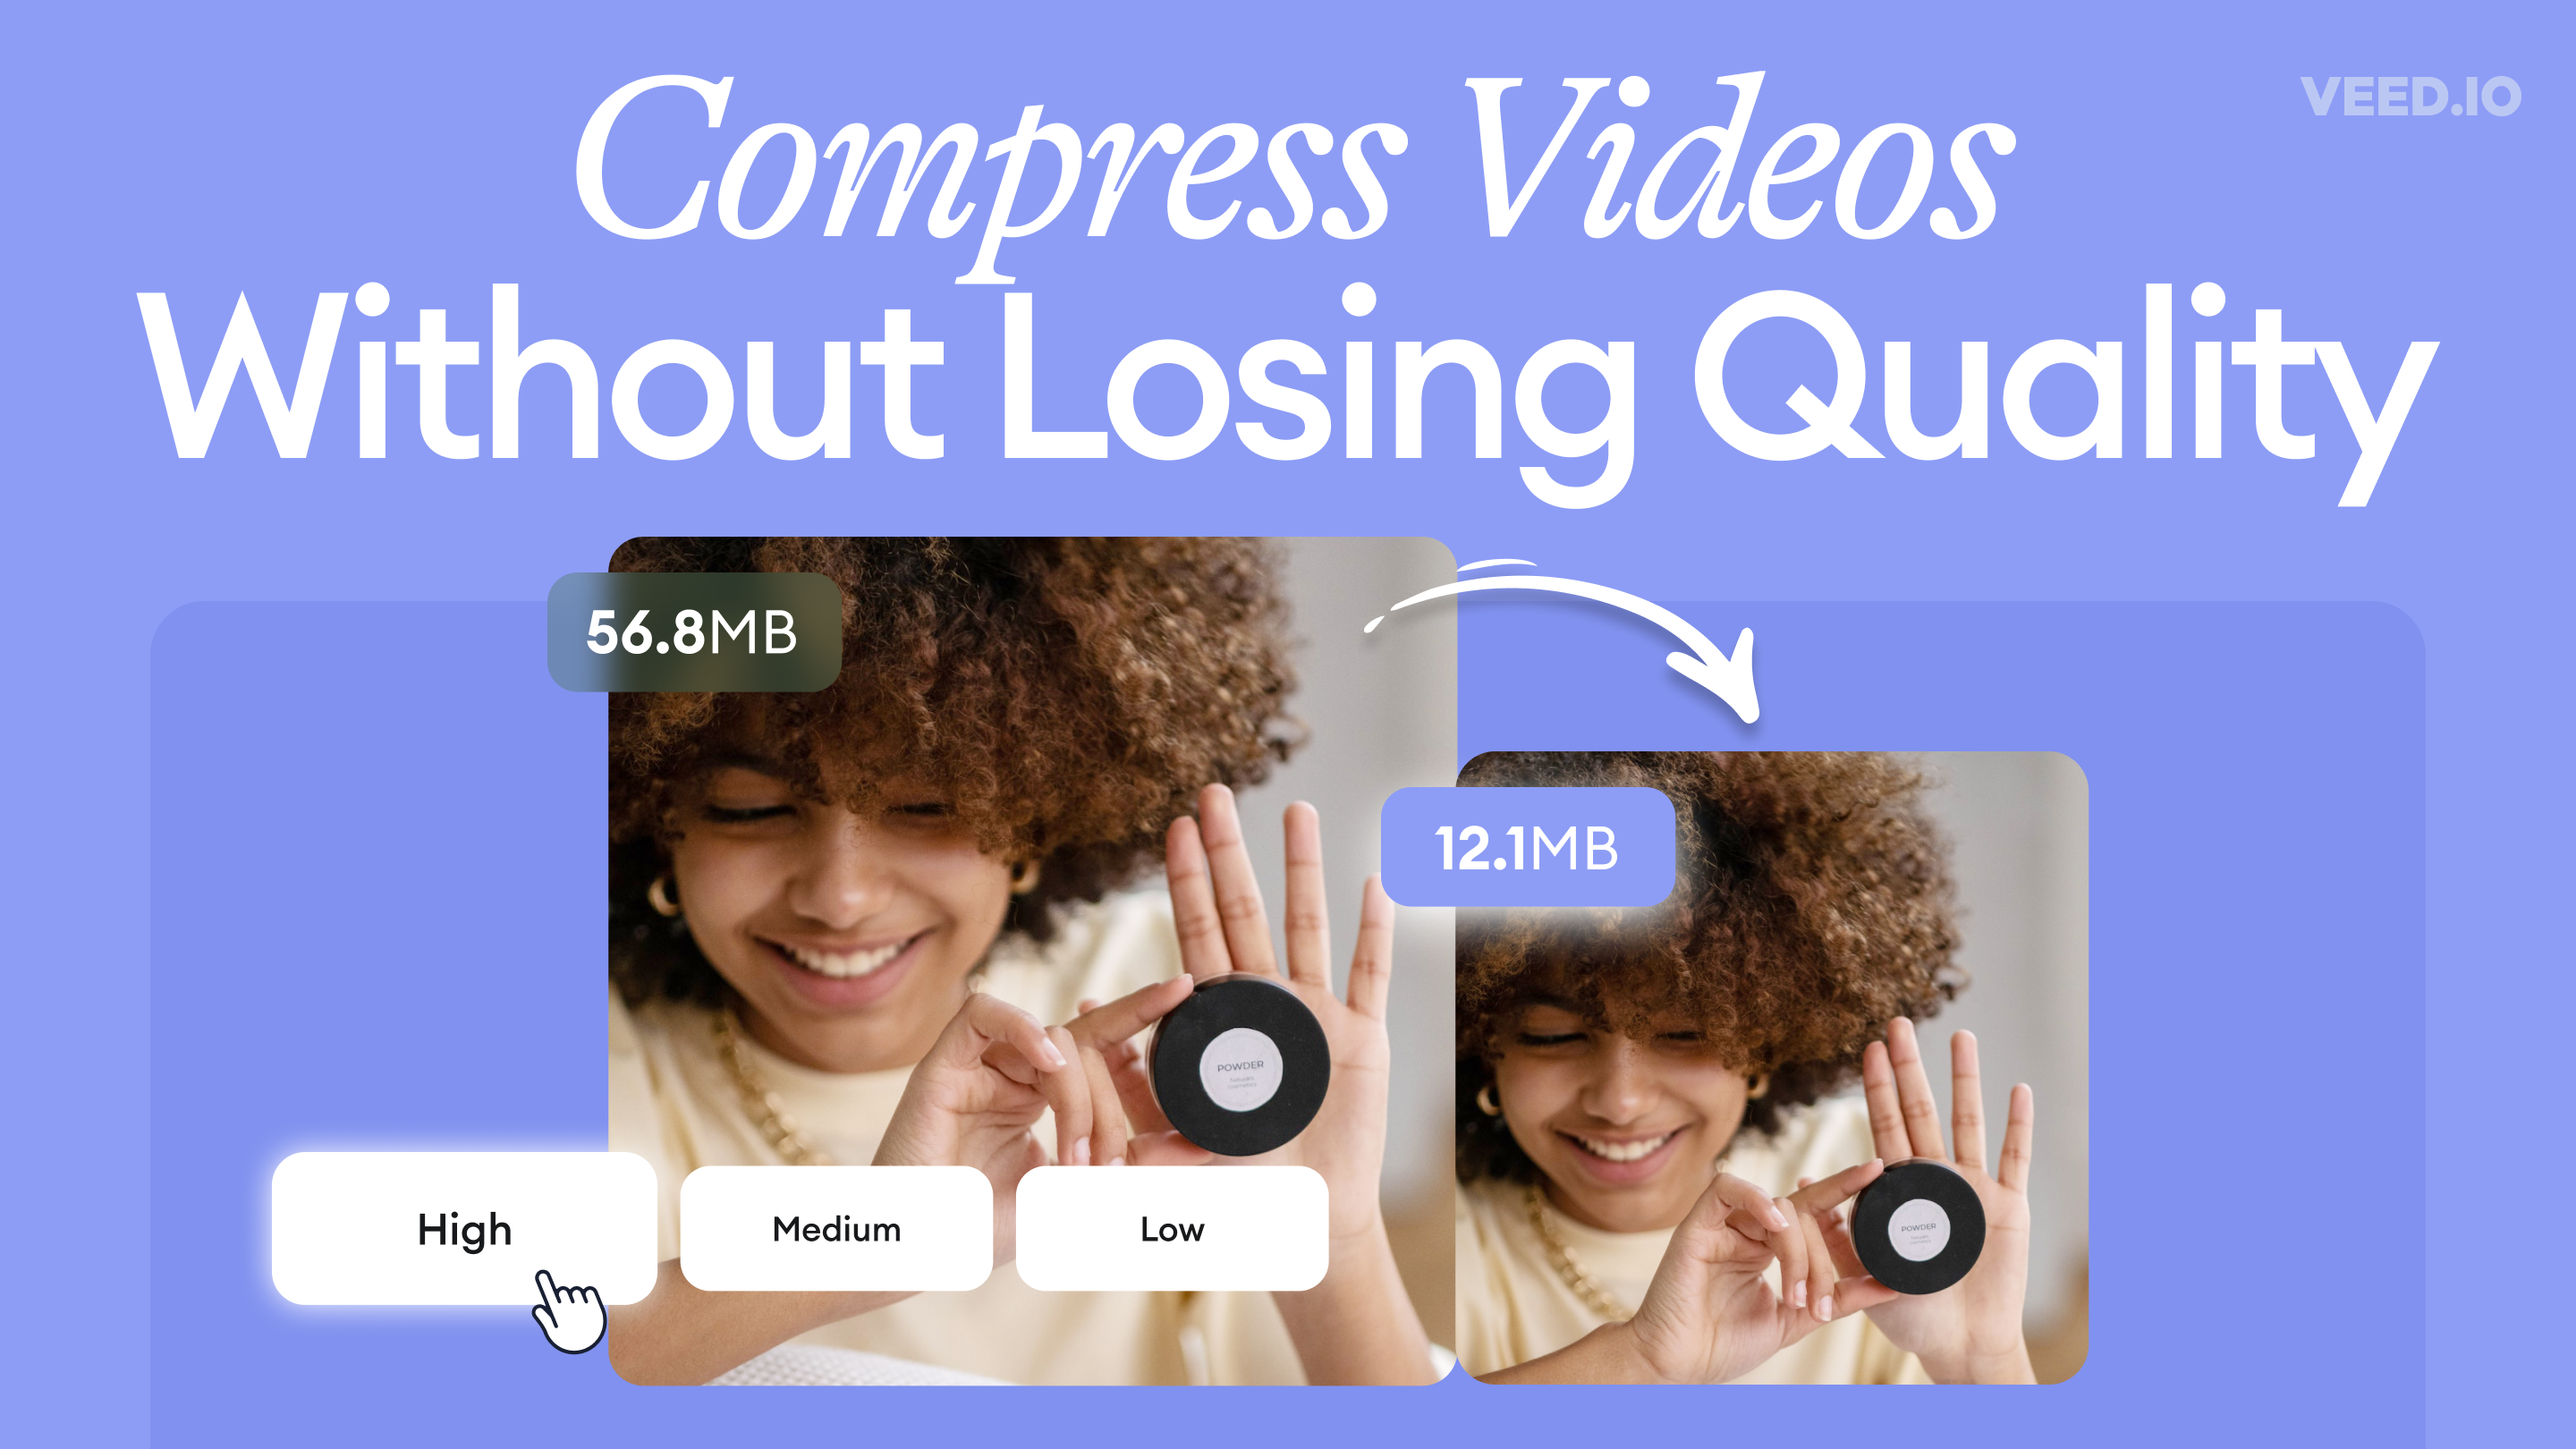 VEED.IO
Compress Videos
Without Losing Quality
56.8MB
12.1MB
POWDER
High
Medium
Low
POWDER